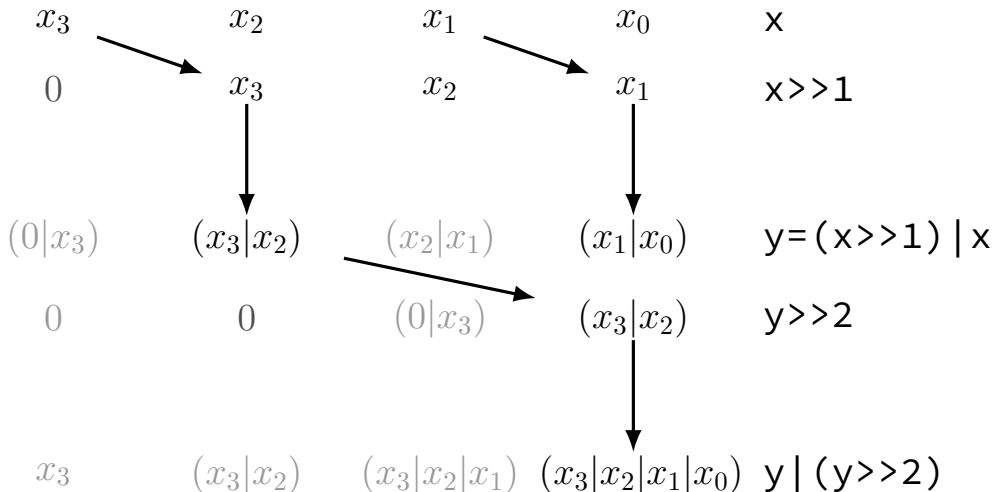 x₃ x₂ x₁ x₀ x
0 x₃ x₂ x₁ x>>1
(0|x₃) (x₃|x₂) (x₂|x₁) (x₁|x₀) y=(x>>1)|x
0 0 (0|x₃) (x₃|x₂) y>>2
x₃ (x₃|x₂) (x₃|x₂|x₁) (x₃|x₂|x₁|x₀) y|(y>>2)